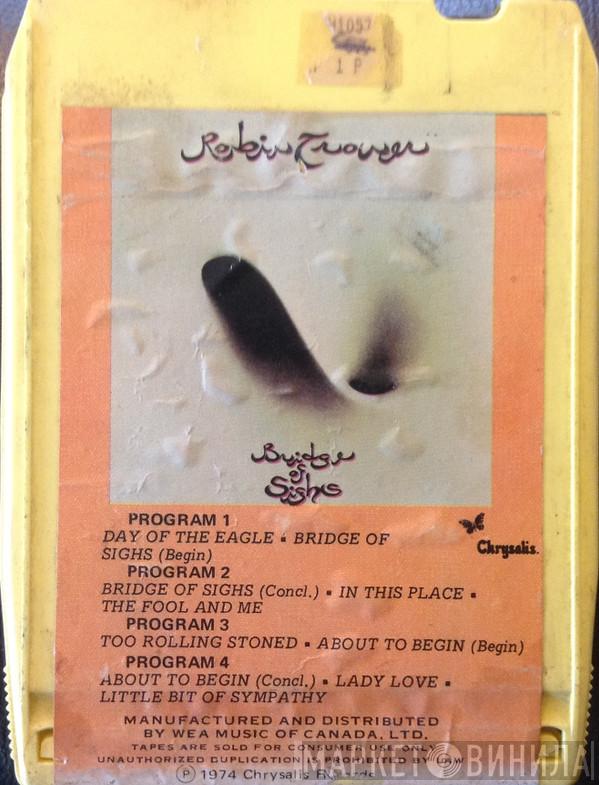 1 P
Robin Trower
Bridge
of
Sighs
PROGRAM 1
DAY OF THE EAGLE ▪ BRIDGE OF
SIGHS (Begin)
Chrysalis.
PROGRAM 2
BRIDGE OF SIGHS (Concl.) ▪ IN THIS PLACE ▪
THE FOOL AND ME
PROGRAM 3
TOO ROLLING STONED ▪ ABOUT TO BEGIN (Begin)
PROGRAM 4
ABOUT TO BEGIN (Concl.) ▪ LADY LOVE ▪
LITTLE BIT OF SYMPATHY
MANUFACTURED AND DISTRIBUTED
BY WEA MUSIC OF CANADA, LTD.
TAPES ARE SOLD FOR CONSUMER USE ONLY
UNAUTHORIZED DUPLICATION IS PROHIBITED BY LAW
℗ 1974 Chrysalis Records
МАРКЕТ ВИНИЛА